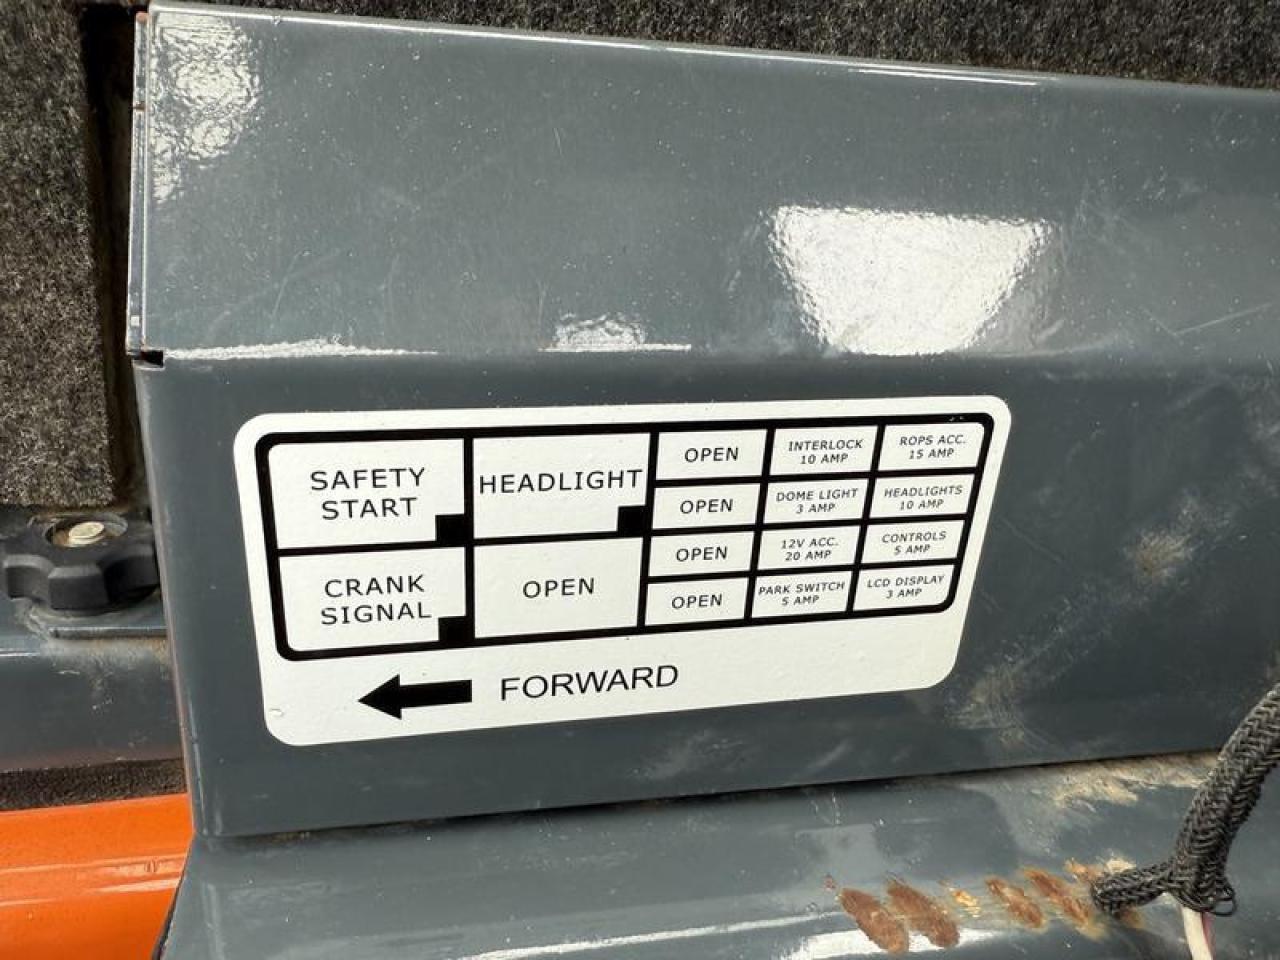 SAFETY
START
HEADLIGHT
CRANK
SIGNAL
OPEN
OPEN
INTERLOCK
10 AMP
ROPS ACC.
15 AMP
OPEN
DOME LIGHT
3 AMP
HEADLIGHTS
10 AMP
OPEN
12V ACC.
20 AMP
CONTROLS
5 AMP
OPEN
PARK SWITCH
5 AMP
LCD DISPLAY
3 AMP
FORWARD